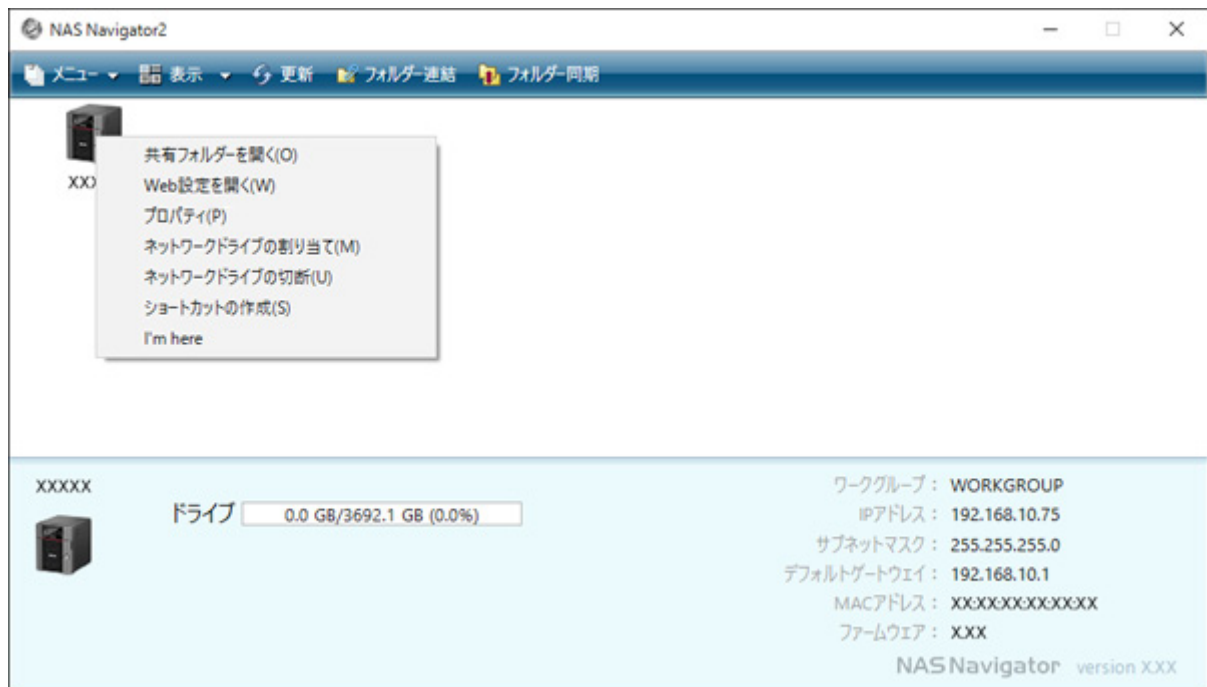 NAS Navigator2
メニュー 表示 更新 フォルダー連結 フォルダー同期
XXX
共有フォルダーを開く(O)
Web設定を開く(W)
プロパティ(P)
ネットワークドライブの割り当て(M)
ネットワークドライブの切断(U)
ショートカットの作成(S)
I'm here
XXXXX
ドライブ 0.0 GB/3692.1 GB (0.0%)
ワークグループ： WORKGROUP
IPアドレス： 192.168.10.75
サブネットマスク： 255.255.255.0
デフォルトゲートウェイ： 192.168.10.1
MACアドレス： XX:XX:XX:XX:XX:XX
ファームウェア： X.XX
NAS Navigator version X.XX